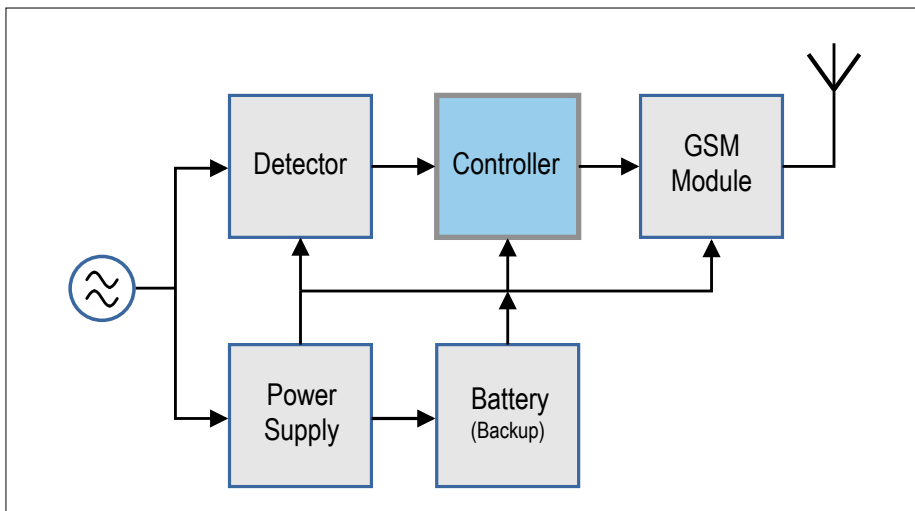 Detector
Controller
GSM
Module
Power
Supply
Battery
(Backup)